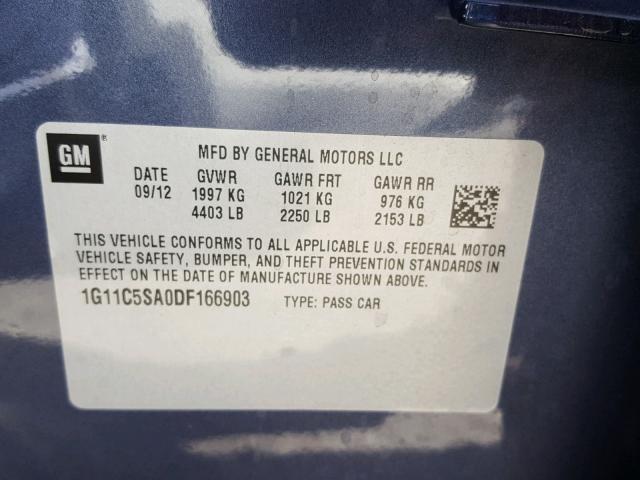 GM®
MFD BY GENERAL MOTORS LLC
DATE GVWR GAWR FRT GAWR RR
09/12 1997 KG 1021 KG 976 KG
4403 LB 2250 LB 2153 LB
THIS VEHICLE CONFORMS TO ALL APPLICABLE U.S. FEDERAL MOTOR
VEHICLE SAFETY, BUMPER, AND THEFT PREVENTION STANDARDS IN
EFFECT ON THE DATE OF MANUFACTURE SHOWN ABOVE.
1G11C5SA0DF166903 TYPE: PASS CAR